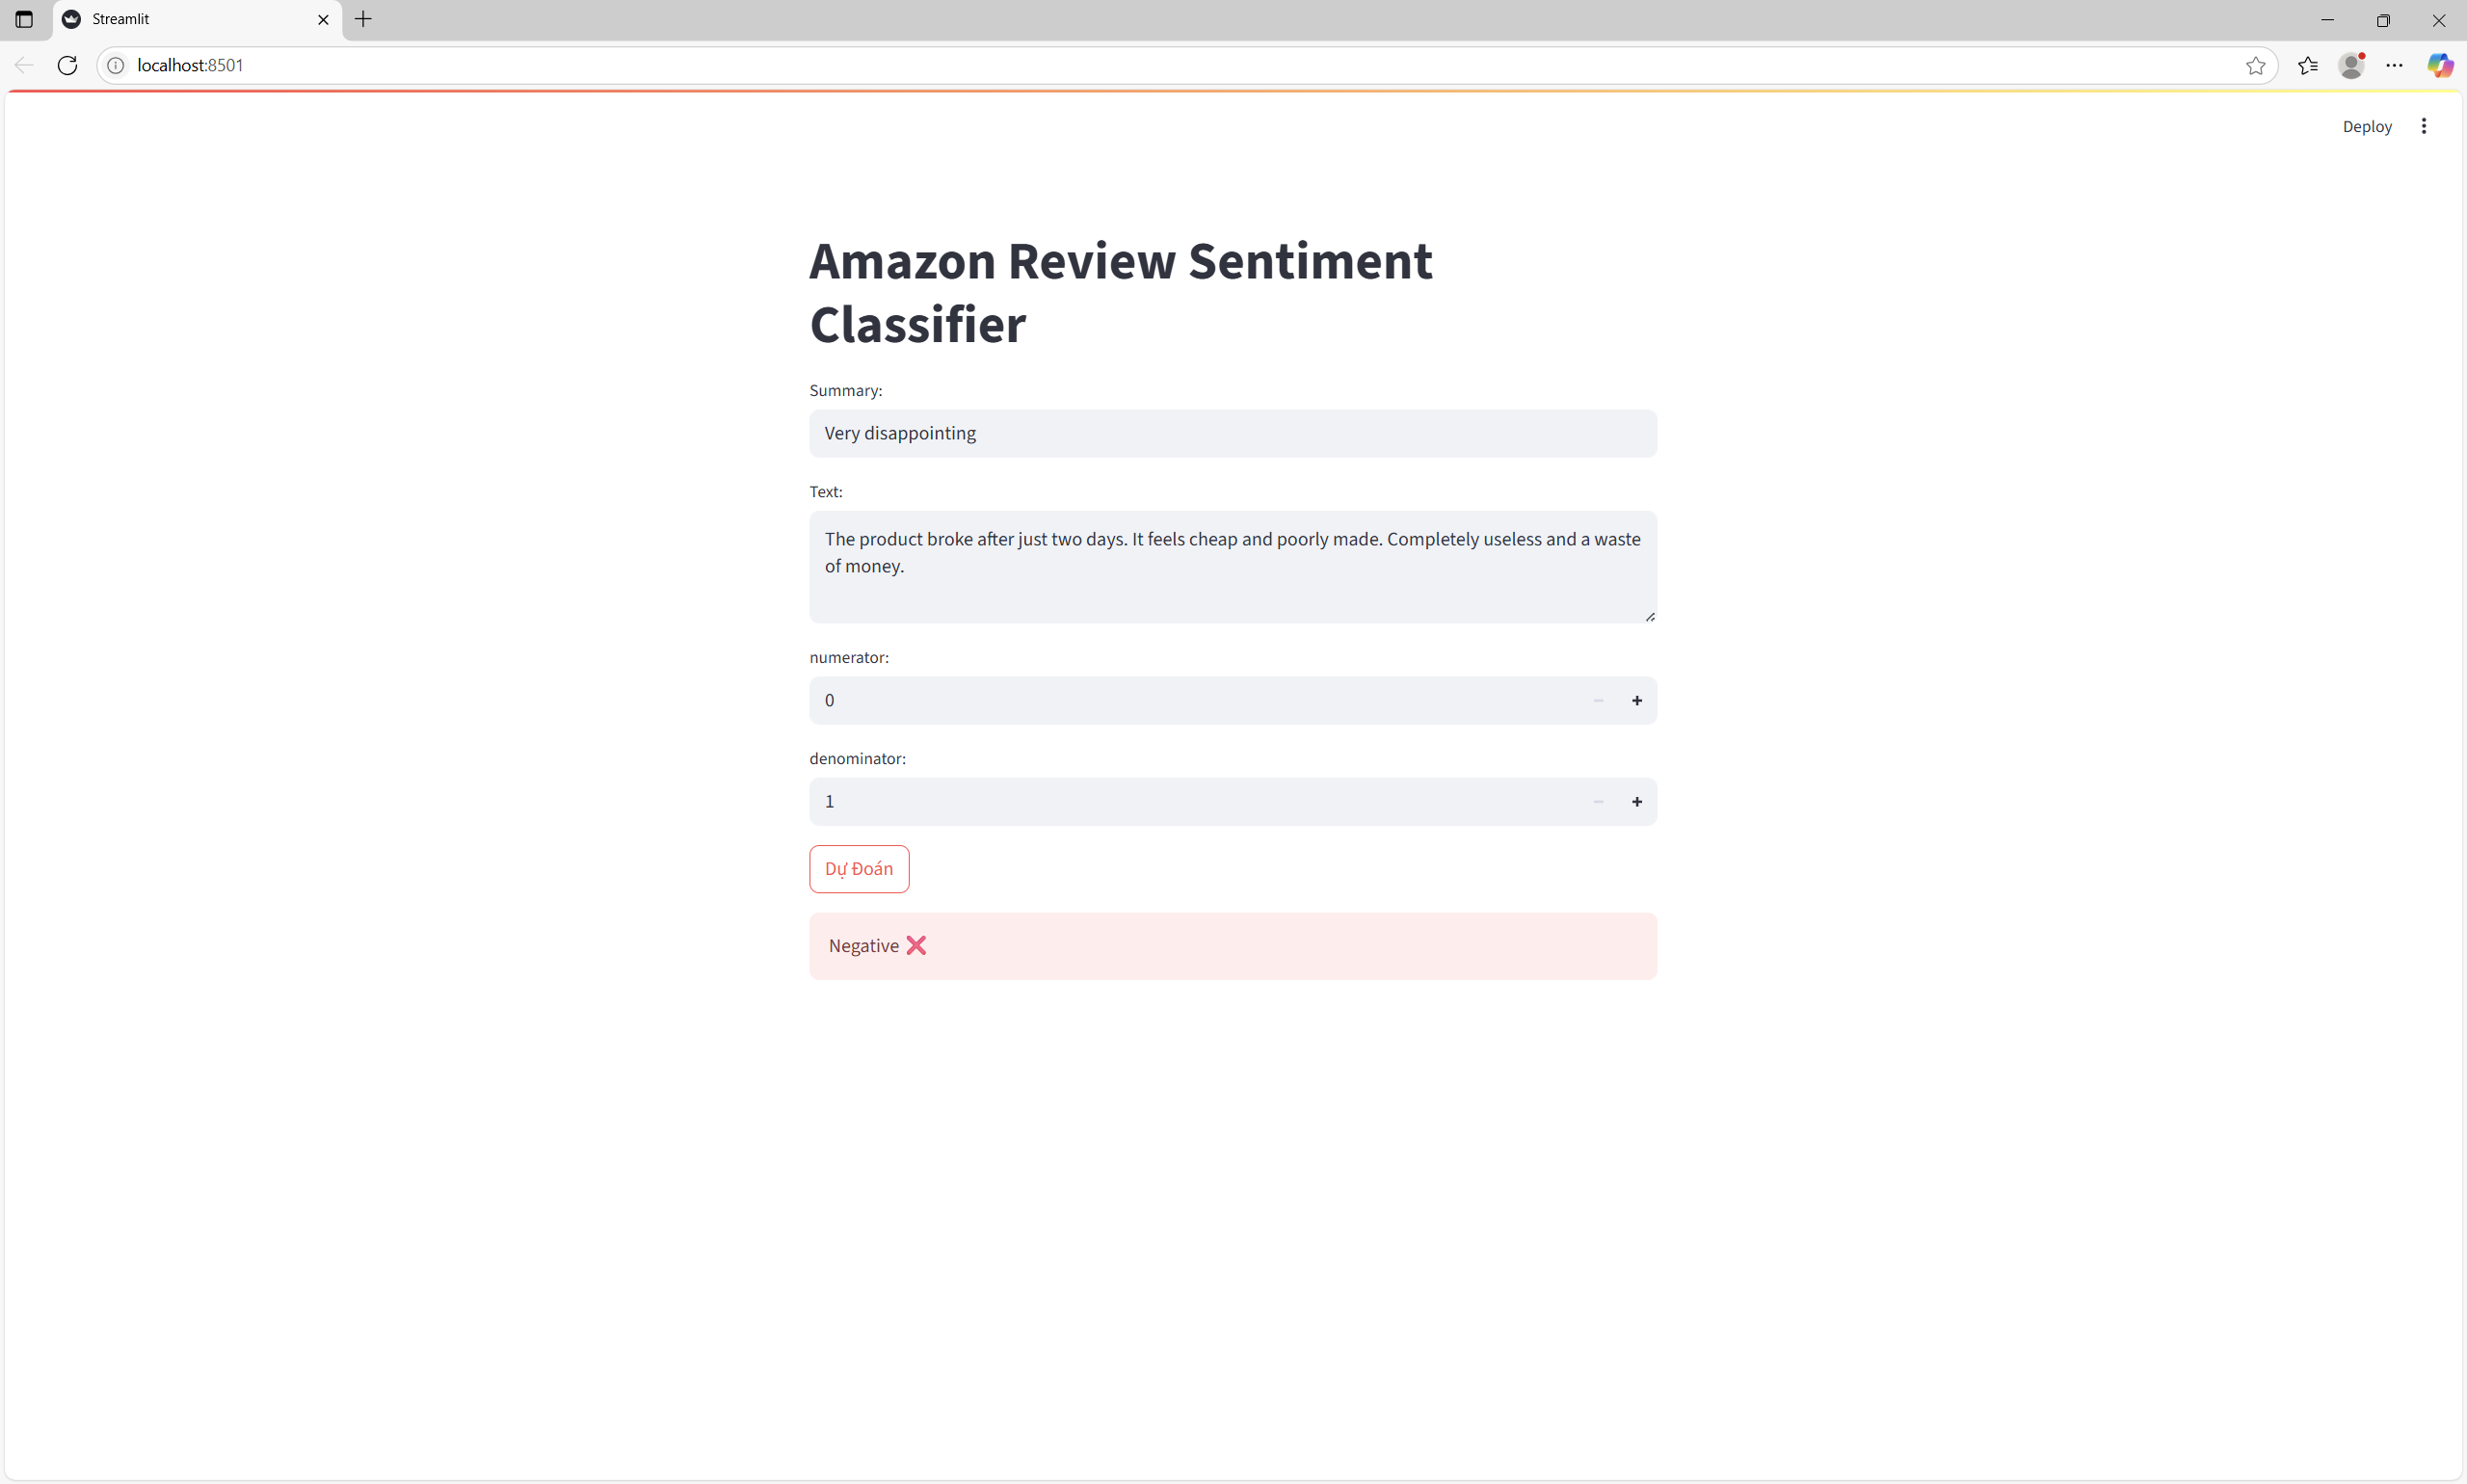 Streamlit
localhost:8501
Deploy
Amazon Review Sentiment
Classifier
Summary:
Very disappointing
Text:
The product broke after just two days. It feels cheap and poorly made. Completely useless and a waste
of money.
numerator:
0
denominator:
1
Dự Đoán
Negative ❌